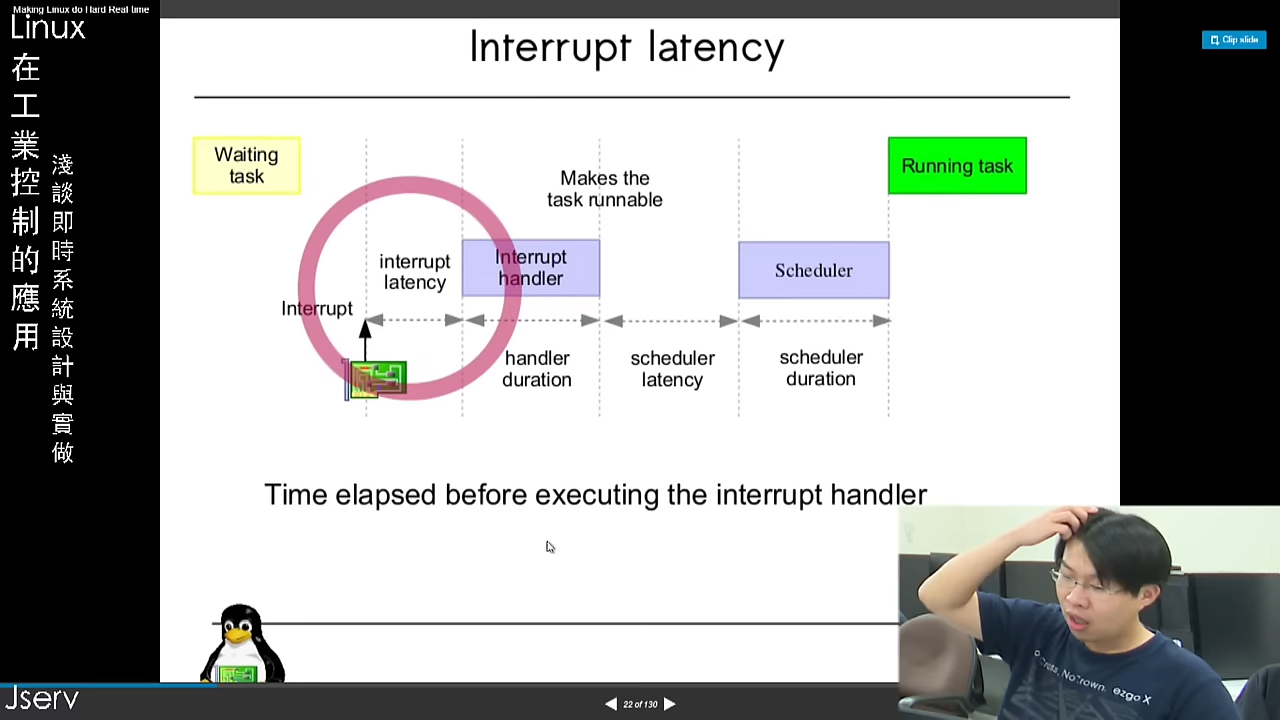 Making Linux do Hard Real-time
Linux
在工業控制的應用
淺談即時系統設計與實做
Clip slide
Interrupt latency
Waiting
task
Makes the
task runnable
Running task
interrupt
latency
Interrupt
handler
Scheduler
Interrupt
handler
duration
scheduler
latency
scheduler
duration
Time elapsed before executing the interrupt handler
No
ezgo X
Jserv
22 of 130